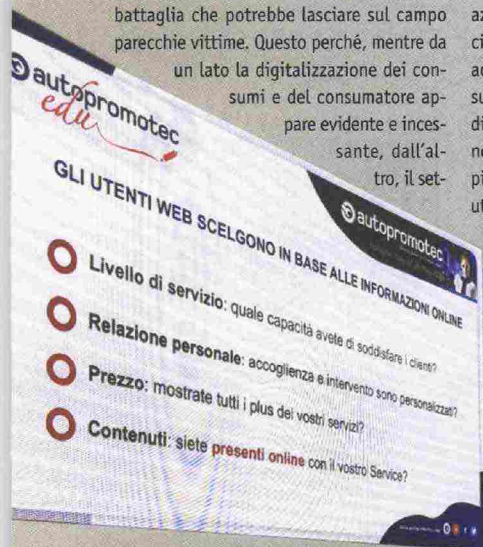 battaglia che potrebbe lasciare sul campo
parecchie vittime. Questo perché, mentre da
un lato la digitalizzazione dei con-
sumi e del consumatore ap-
pare evidente e inces-
sante, dall'al-
tro, il set-
autopromotec
edu
autopromotec
GLI UTENTI WEB SCELGONO IN BASE ALLE INFORMAZIONI ONLINE
Livello di servizio: quale capacità avete di soddisfare i clienti?
Relazione personale: accoglienza e intervento sono personalizzati?
Prezzo: mostrate tutti i plus dei vostri servizi?
Contenuti: siete presenti online con il vostro Service?